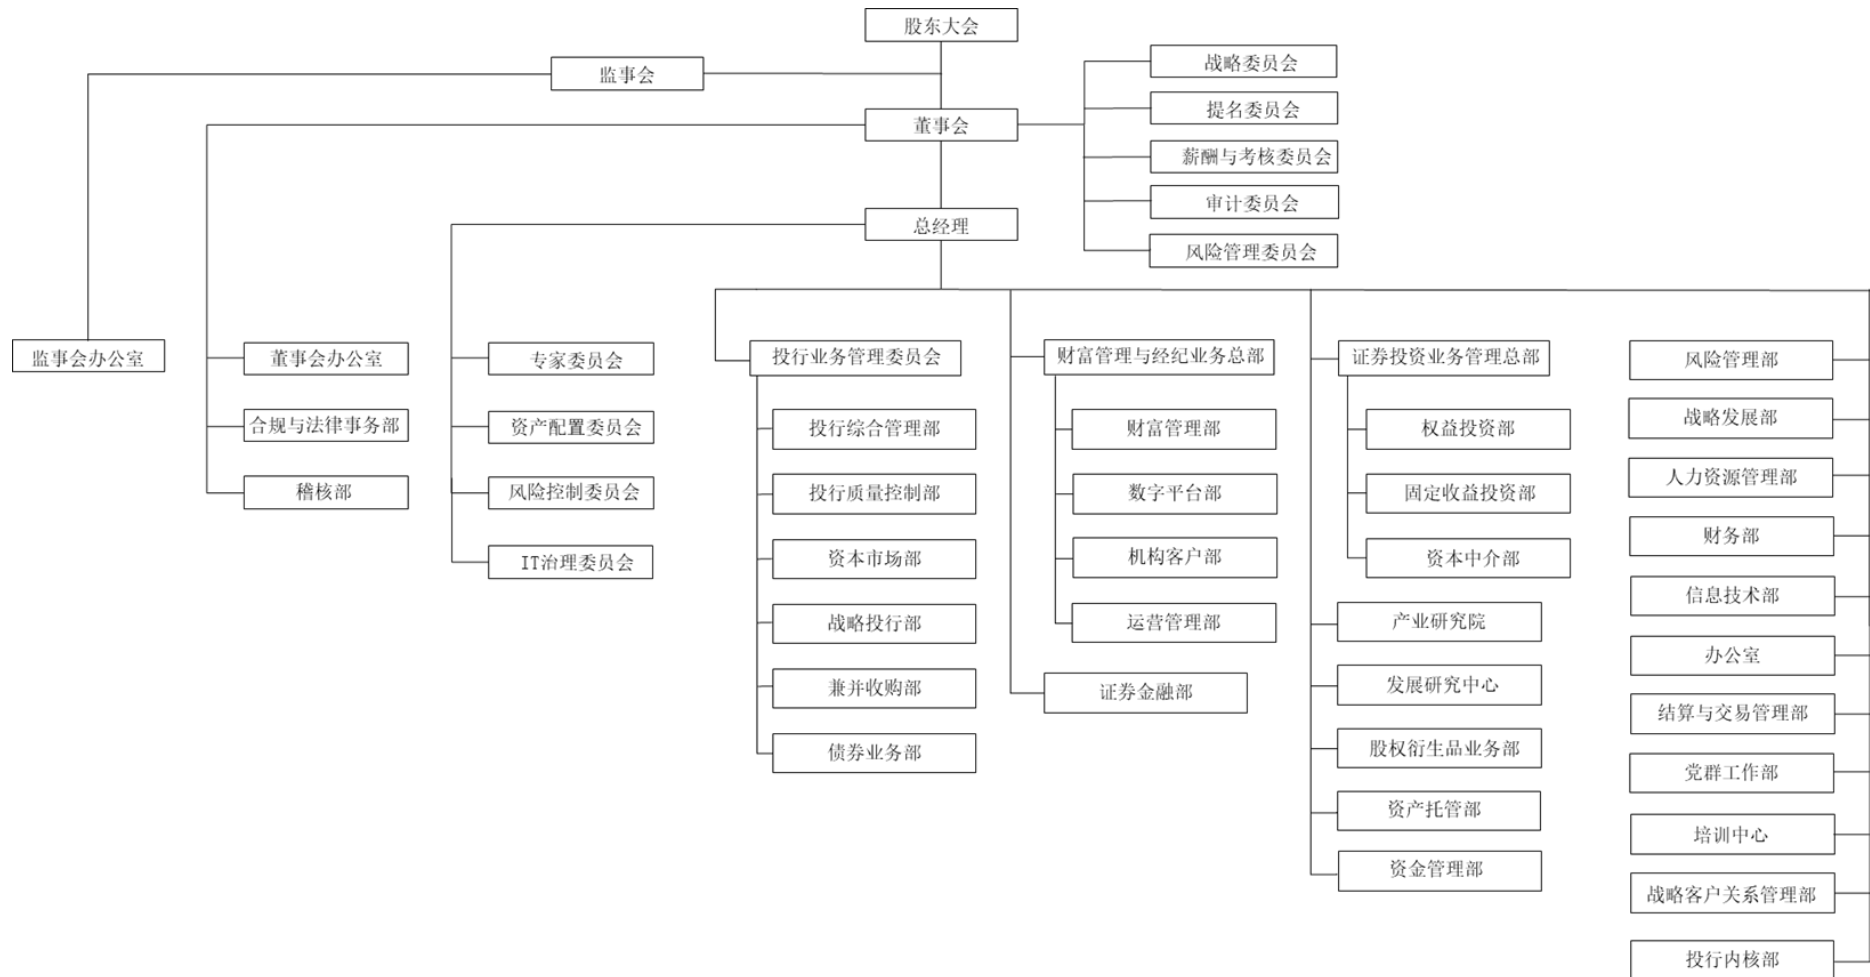 股东大会
监事会
战略委员会
提名委员会
董事会
薪酬与考核委员会
审计委员会
总经理
风险管理委员会
监事会办公室
董事会办公室
合规与法律事务部
稽核部
专家委员会
资产配置委员会
风险控制委员会
IT治理委员会
投行业务管理委员会
投行综合管理部
投行质量控制部
资本市场部
战略投行部
兼并收购部
债券业务部
财富管理与经纪业务总部
财富管理部
数字平台部
机构客户部
运营管理部
证券金融部
证券投资业务管理总部
权益投资部
固定收益投资部
资本中介部
产业研究院
发展研究中心
股权衍生品业务部
资产托管部
资金管理部
风险管理部
战略发展部
人力资源管理部
财务部
信息技术部
办公室
结算与交易管理部
党群工作部
培训中心
战略客户关系管理部
投行内核部